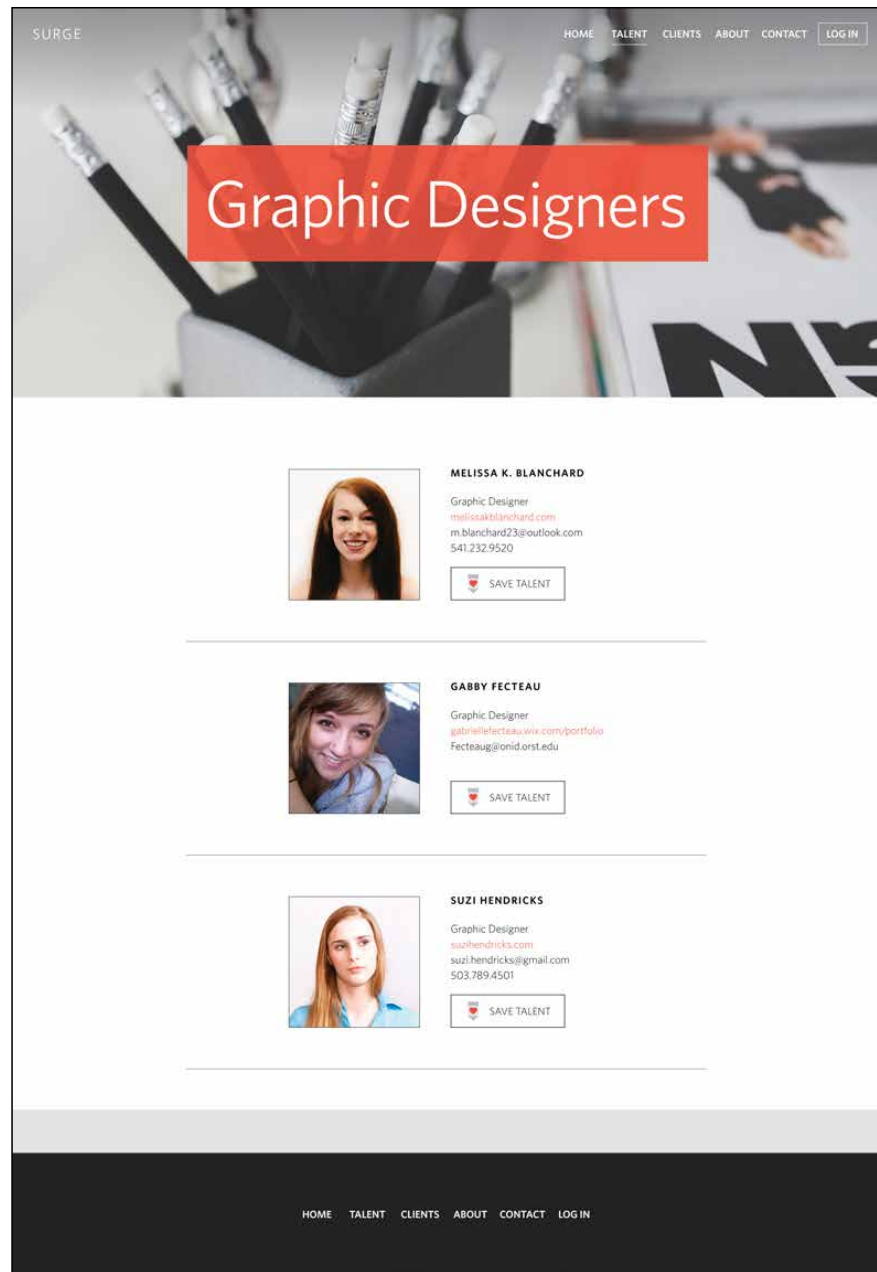 SURGE
HOME TALENT CLIENTS ABOUT CONTACT LOG IN
Graphic Designers
MELISSA K. BLANCHARD
Graphic Designer
melissakblanchard.com
m.blanchard23@outlook.com
541.232.9520
SAVE TALENT
GABBY FECTEAU
Graphic Designer
gabriellefecteau.wix.com/portfolio
Fecteaug@onid.orst.edu
SAVE TALENT
SUZI HENDRICKS
Graphic Designer
suzihendricks.com
suzi.hendricks@gmail.com
503.789.4501
SAVE TALENT
HOME TALENT CLIENTS ABOUT CONTACT LOG IN